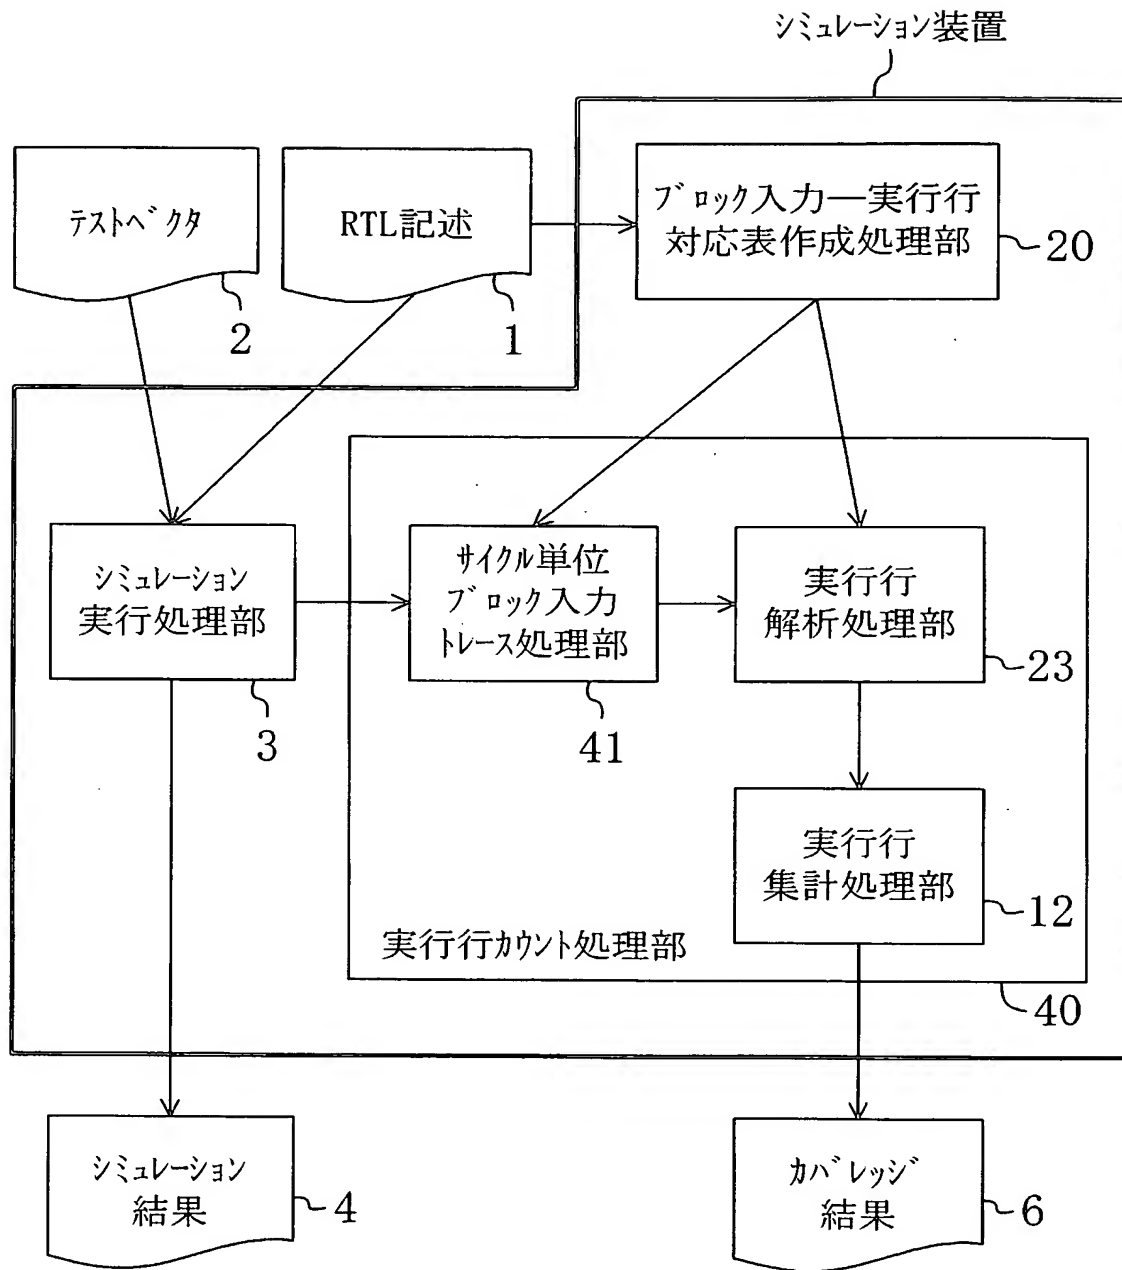 シミュレーション装置
テストベクタ
2
RTL記述
1
ブロック入力―実行行
対応表作成処理部
20
シミュレーション
実行処理部
3
サイクル単位
ブロック入力
トレース処理部
41
実行行
解析処理部
23
実行行
集計処理部
12
実行行カウント処理部
40
シミュレーション
結果
4
カバレッジ
結果
6